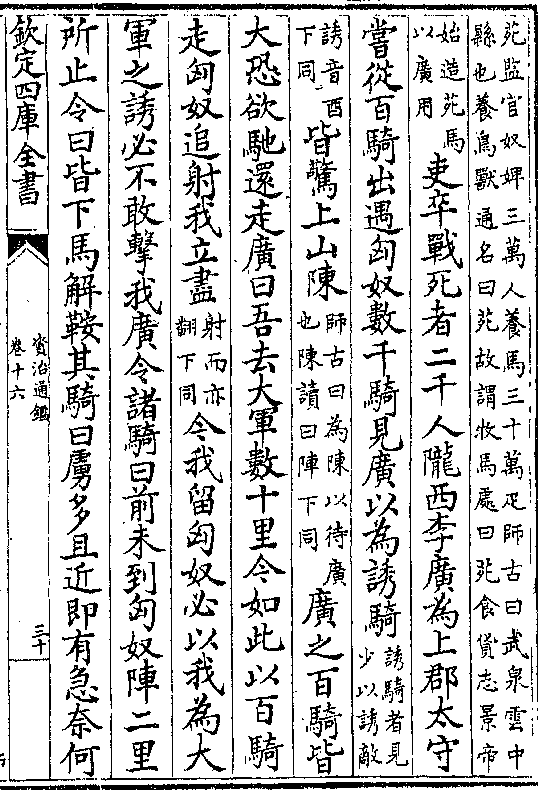 苑監官奴婢三萬人養馬三十萬疋師古曰武泉雲中
縣也養鳥獸通名曰苑故謂牧馬處曰苑食貨志景帝
始造苑馬
以廣用
吏卒戰死者二千人隴西李廣為上郡太守
嘗從百騎出遇匈奴數千騎見廣以為誘騎
誘騎者見
少以誘敵
誘音酉
下同
皆驚上山陳
師古曰為陳以待廣
也陳讀曰陣下同
廣之百騎皆
大恐欲馳還走廣曰吾去大軍數十里今如此以百騎
走匈奴追射我立盡
射而亦
翻下同
今我留匈奴必以我為大
軍之誘必不敢擊我廣令諸騎曰前未到匈奴陣二里
所止令曰皆下馬解鞍其騎曰虜多且近即有急奈何
欽定四庫全書
資治通鑑
卷十六
三十